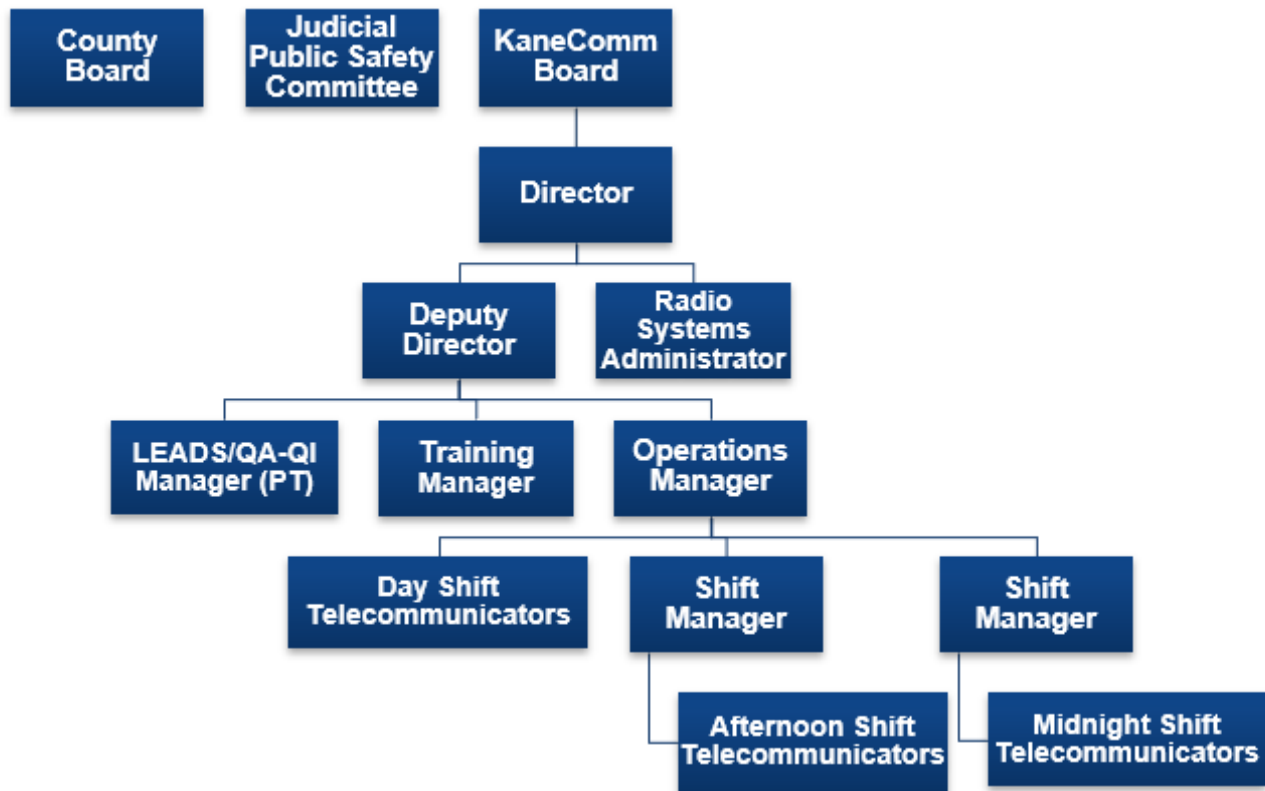 County
Board
Judicial
Public Safety
Committee
KaneComm
Board
Director
Deputy
Director
Radio
Systems
Administrator
LEADS/QA-QI
Manager (PT)
Training
Manager
Operations
Manager
Day Shift
Telecommunicators
Shift
Manager
Shift
Manager
Afternoon Shift
Telecommunicators
Midnight Shift
Telecommunicators